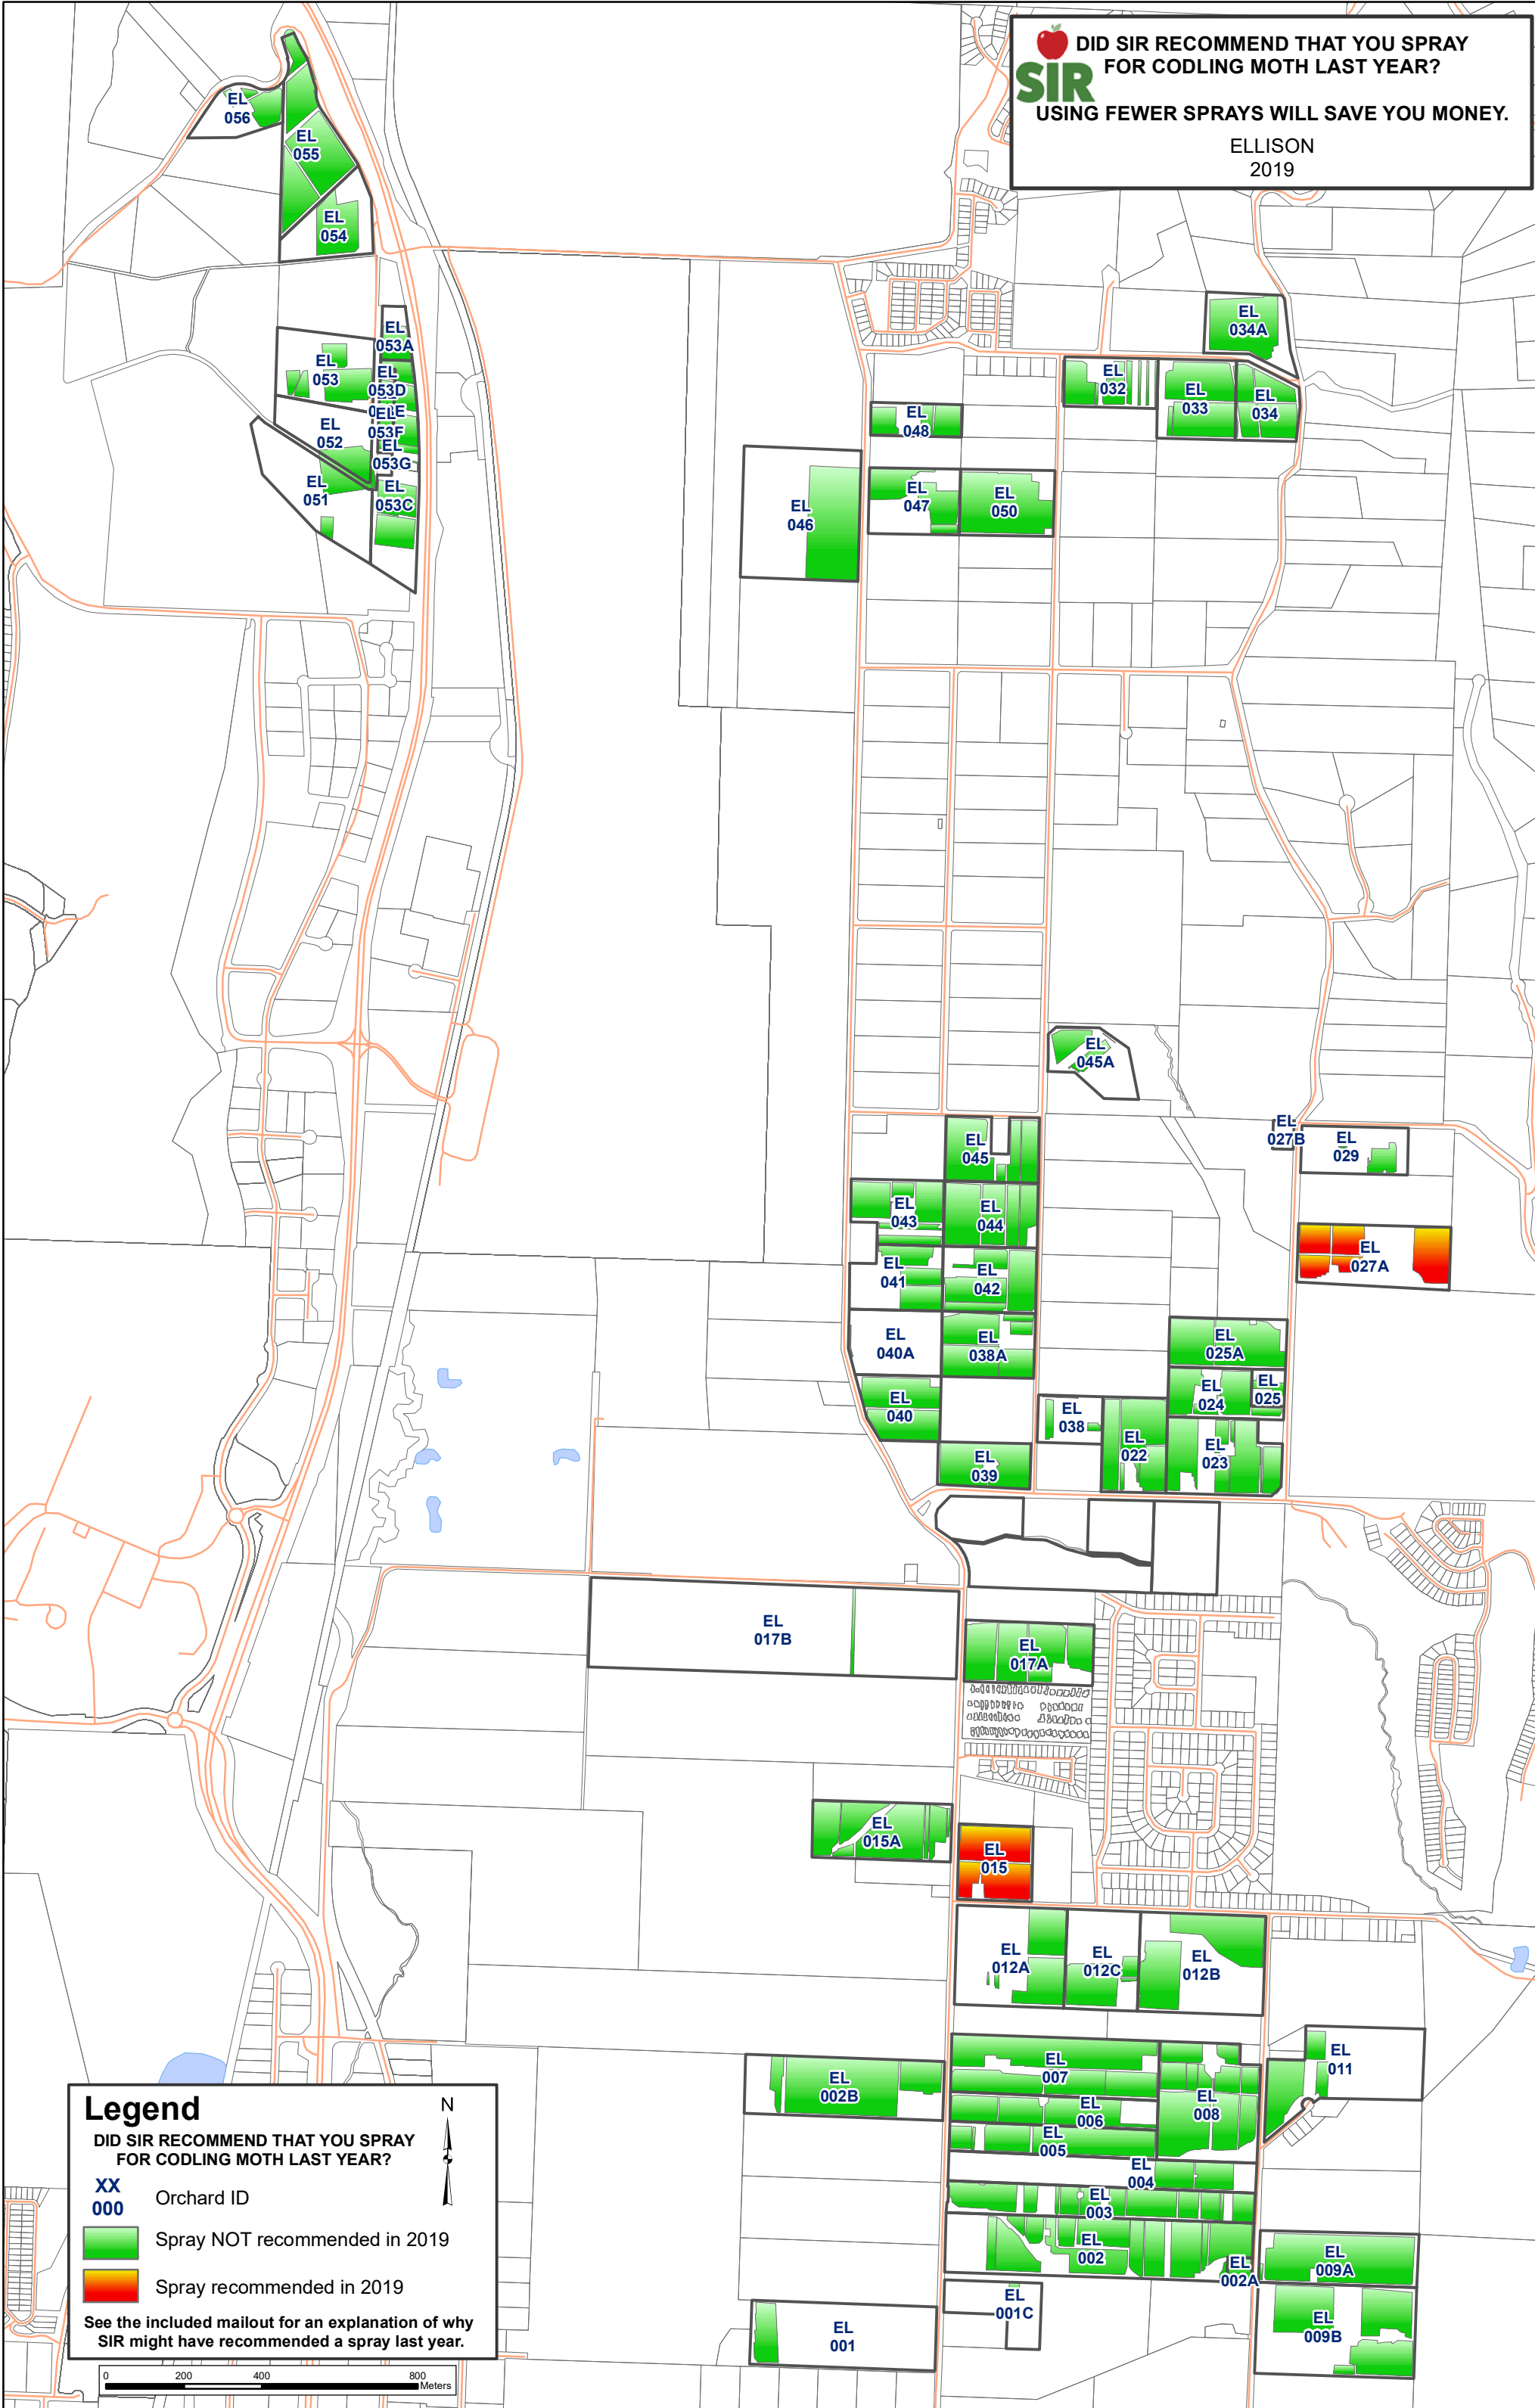 DID SIR RECOMMEND THAT YOU SPRAY
FOR CODLING MOTH LAST YEAR?
SIR
USING FEWER SPRAYS WILL SAVE YOU MONEY.
ELLISON
2019
EL
056
EL
055
EL
054
EL
053A
EL
053
EL
053D
EL
053F
EL
052
EL
053G
EL
051
EL
053C
EL
034A
EL
032
EL
033
EL
034
EL
048
EL
047
EL
050
EL
046
EL
045A
EL
027B
EL
029
EL
045
EL
043
EL
044
EL
027A
EL
041
EL
042
EL
040A
EL
038A
EL
025A
EL
024
EL
025
EL
040
EL
038
EL
022
EL
023
EL
039
EL
017B
EL
017A
EL
015A
EL
015
EL
012A
EL
012C
EL
012B
EL
011
EL
007
EL
002B
EL
006
EL
008
EL
005
EL
004
EL
003
EL
002
EL
002A
EL
009A
EL
001C
EL
001
EL
009B
Legend
N
DID SIR RECOMMEND THAT YOU SPRAY
FOR CODLING MOTH LAST YEAR?
XX
000
Orchard ID
Spray NOT recommended in 2019
Spray recommended in 2019
See the included mailout for an explanation of why
SIR might have recommended a spray last year.
0 200 400 800
Meters